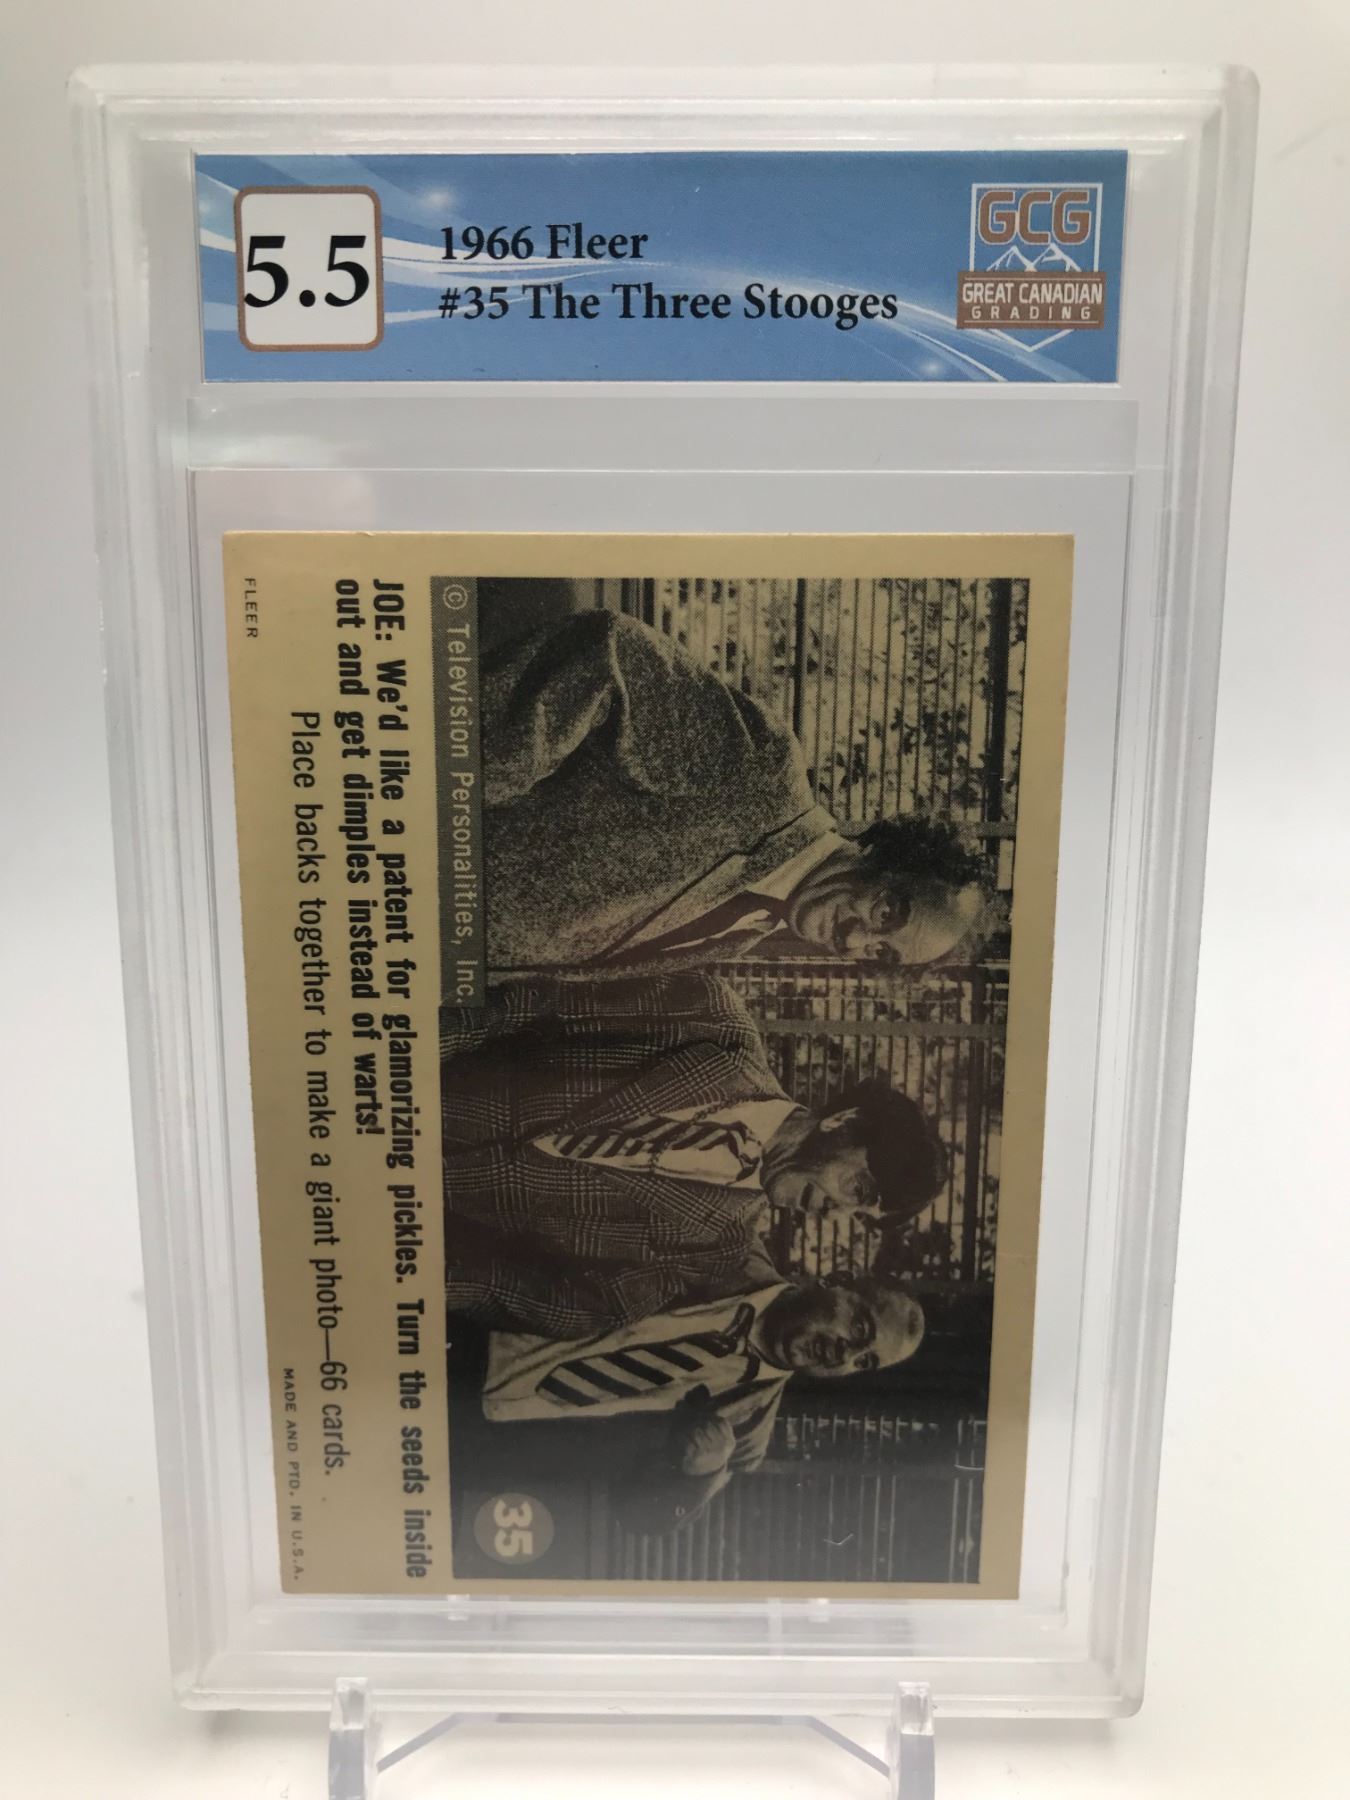 5.5
1966 Fleer
#35 The Three Stooges
GCG
GREAT CANADIAN
GRADING
© Television Personalities, Inc.
35
JOE: We'd like a patent for glamorizing pickles. Turn the seeds inside
out and get dimples instead of warts!
Place backs together to make a giant photo—66 cards.
FLEER
MADE AND PTD. IN U.S.A.